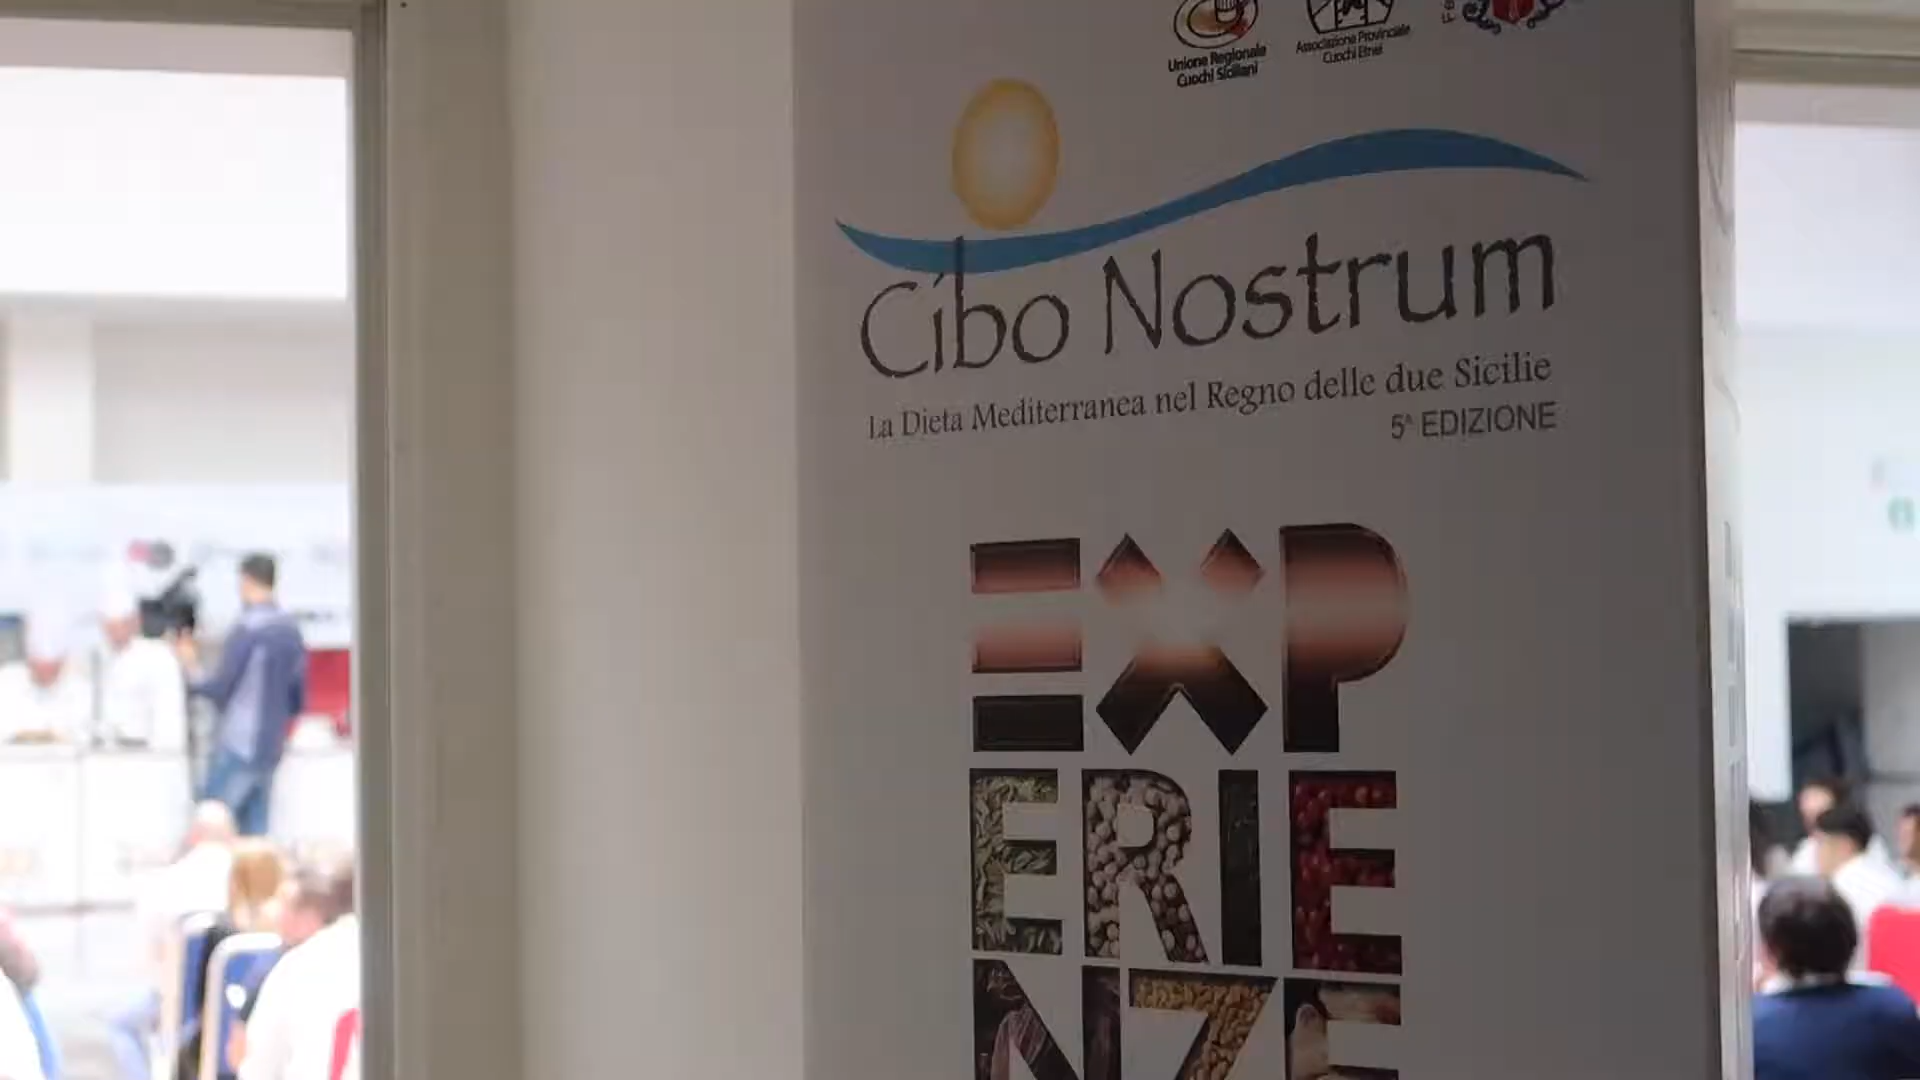 Unione Regionale
Cuochi Siciliani
Associazione Provinciale
Cuochi Etnei
Cibo Nostrum
La Dieta Mediterranea nel Regno delle due Sicilie
5ª EDIZIONE
EXP
ERIE
NZE